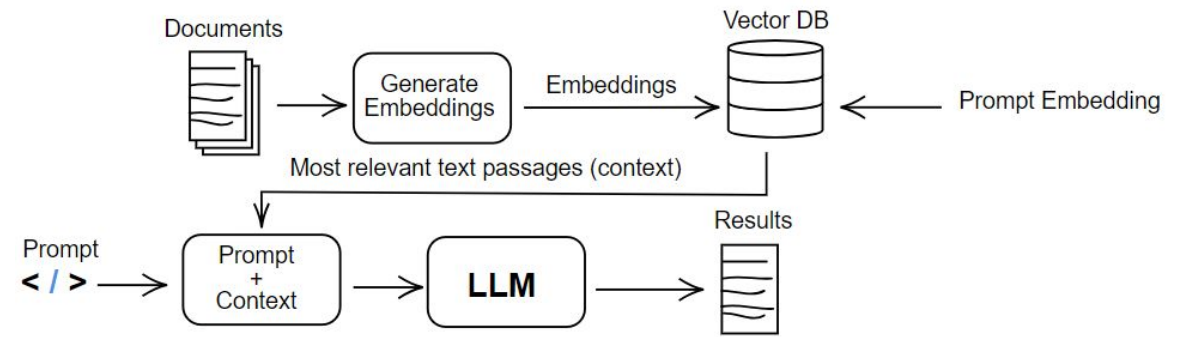 Documents
Vector DB
Generate
Embeddings
Embeddings
Prompt Embedding
Most relevant text passages (context)
Results
Prompt
</>
Prompt
+
Context
LLM